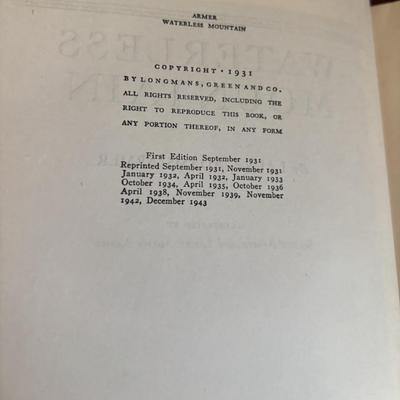 ARMER
WATERLESS MOUNTAIN
COPYRIGHT · 1931
BY LONGMANS, GREEN AND CO.
ALL RIGHTS RESERVED, INCLUDING THE
RIGHT TO REPRODUCE THIS BOOK, OR
ANY PORTION THEREOF, IN ANY FORM
First Edition September 1931
Reprinted September 1931, November 1931
January 1932, April 1932, January 1933
October 1934, April 1935, October 1936
April 1938, November 1939, November
1942, December 1943